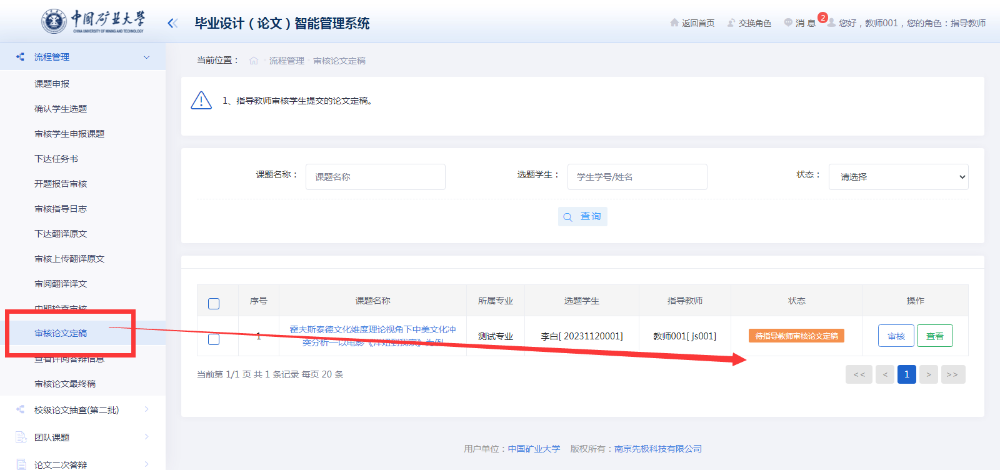 中国矿业大学
CHINA UNIVERSITY OF MINING AND TECHNOLOGY
毕业设计（论文）智能管理系统
返回首页 交换角色 消 息 2 您好，教师001，您的角色：指导教师
流程管理
课题申报
确认学生选题
审核学生申报课题
下达任务书
开题报告审核
审核指导日志
下达翻译原文
审核上传翻译原文
审阅翻译译文
中期检查审核
审核论文定稿
查看评阅答辩信息
审核论文最终稿
校级论文抽查(第二批)
团队课题
论文二次答辩
当前位置： 流程管理 审核论文定稿
1、指导教师审核学生提交的论文定稿。
课题名称： 课题名称 选题学生： 学生学号/姓名 状态： 请选择
查询
序号 课题名称 所属专业 选题学生 指导教师 状态 操作
1 霍夫斯泰德文化维度理论视角下中美文化冲 测试专业 李白[ 20231120001] 教师001[ js001] 待指导教师审核论文定稿 审核 查看
突分析—以电影《洋妞到我家》为例
当前第 1/1 页 共 1 条记录 每页 20 条 << < 1 > >>
用户单位：中国矿业大学 版权所有：南京先极科技有限公司